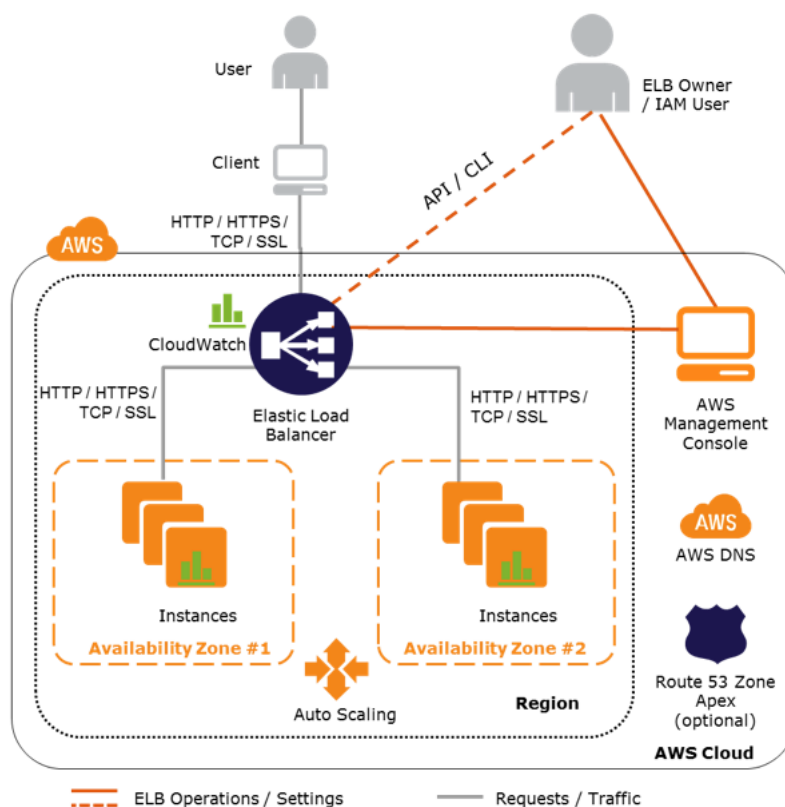 User
ELB Owner
/ IAM User
Client
API / CLI
HTTP / HTTPS /
TCP / SSL
AWS
CloudWatch
HTTP / HTTPS /
TCP / SSL
Elastic Load
Balancer
HTTP / HTTPS /
TCP / SSL
AWS
Management
Console
AWS
AWS DNS
Instances
Availability Zone #1
Instances
Availability Zone #2
Auto Scaling
Region
Route 53 Zone
Apex
(optional)
AWS Cloud
ELB Operations / Settings
Requests / Traffic